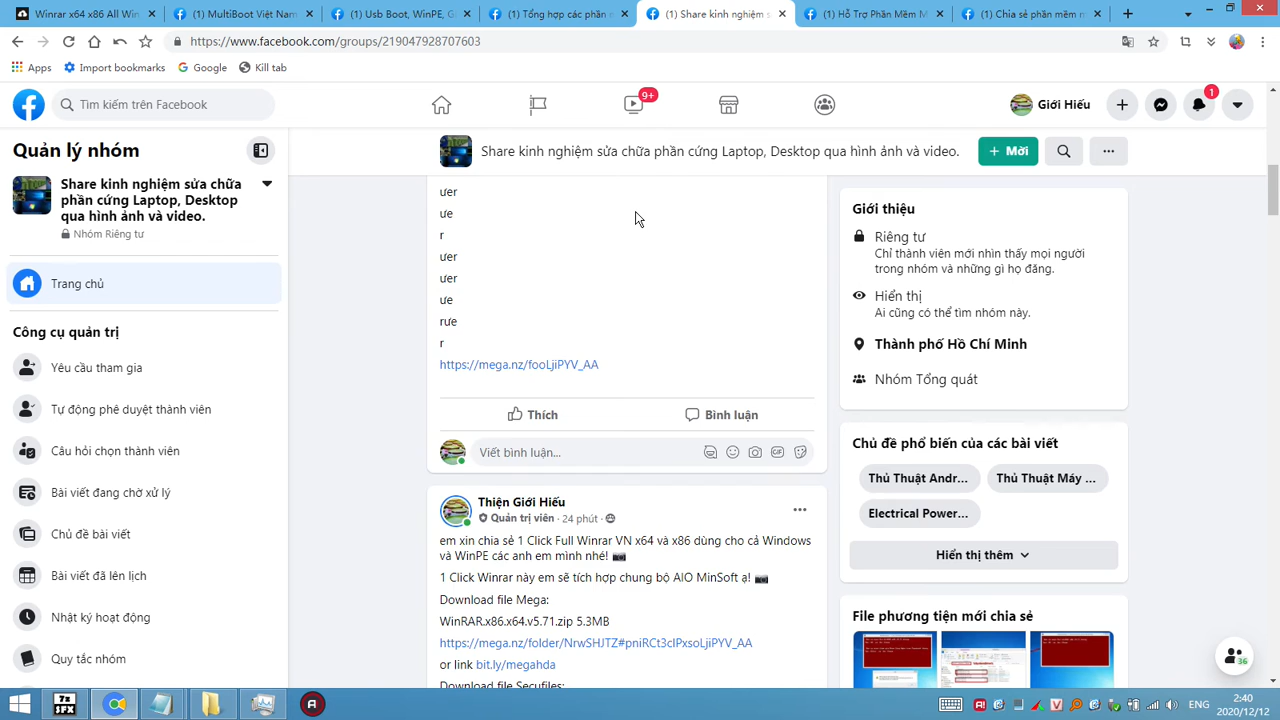 (1) Winrar x64 x86 All Win
(1) MultiBoot Việt Nam
(1) Usb Boot, WinPE, G
(1) Tổng hợp các phần
(1) Share kinh nghiệm s
(1) Hỗ Trợ Phần Mềm M
(1) Chia sẻ phần mềm m
https://www.facebook.com/groups/219047928707603
Apps Import bookmarks Google Kill tab
Tìm kiếm trên Facebook
9+
Giới Hiếu
1
Quản lý nhóm
Share kinh nghiệm sửa chữa phần cứng Laptop, Desktop qua hình ảnh và video.
+ Mới
Share kinh nghiệm sửa chữa
phần cứng Laptop, Desktop
qua hình ảnh và video.
Nhóm Riêng tư
Trang chủ
Công cụ quản trị
Yêu cầu tham gia
Tự động phê duyệt thành viên
Câu hỏi chọn thành viên
Bài viết đang chờ xử lý
Chủ đề bài viết
Bài viết đã lên lịch
Nhật ký hoạt động
Quy tắc nhóm
ưer
ưe
r
ưer
ưer
ưe
rưe
r
https://mega.nz/fooLjiPYV_AA
Thích
Bình luận
Viết bình luận...
GIF
Thiện Giới Hiếu
Quản trị viên · 24 phút ·
em xin chia sẻ 1 Click Full Winrar VN x64 và x86 dùng cho cả Windows
và WinPE các anh em mình nhé!
1 Click Winrar này em sẽ tích hợp chung bộ AIO MinSoft ạ!
Download file Mega:
WinRAR.x86.x64.v5.71.zip 5.3MB
https://mega.nz/folder/NrwSHJTZ#pniRCt3cIPxsoLjiPYV_AA
or link bit.ly/megarda
Giới thiệu
Riêng tư
Chỉ thành viên mới nhìn thấy mọi người
trong nhóm và những gì họ đăng.
Hiển thị
Ai cũng có thể tìm nhóm này.
Thành phố Hồ Chí Minh
Nhóm Tổng quát
Chủ đề phổ biến của các bài viết
Thủ Thuật Andr...
Thủ Thuật Máy ...
Electrical Power...
Hiển thị thêm
File phương tiện mới chia sẻ
36
7z
SFX
ENG
2:40
2020/12/12